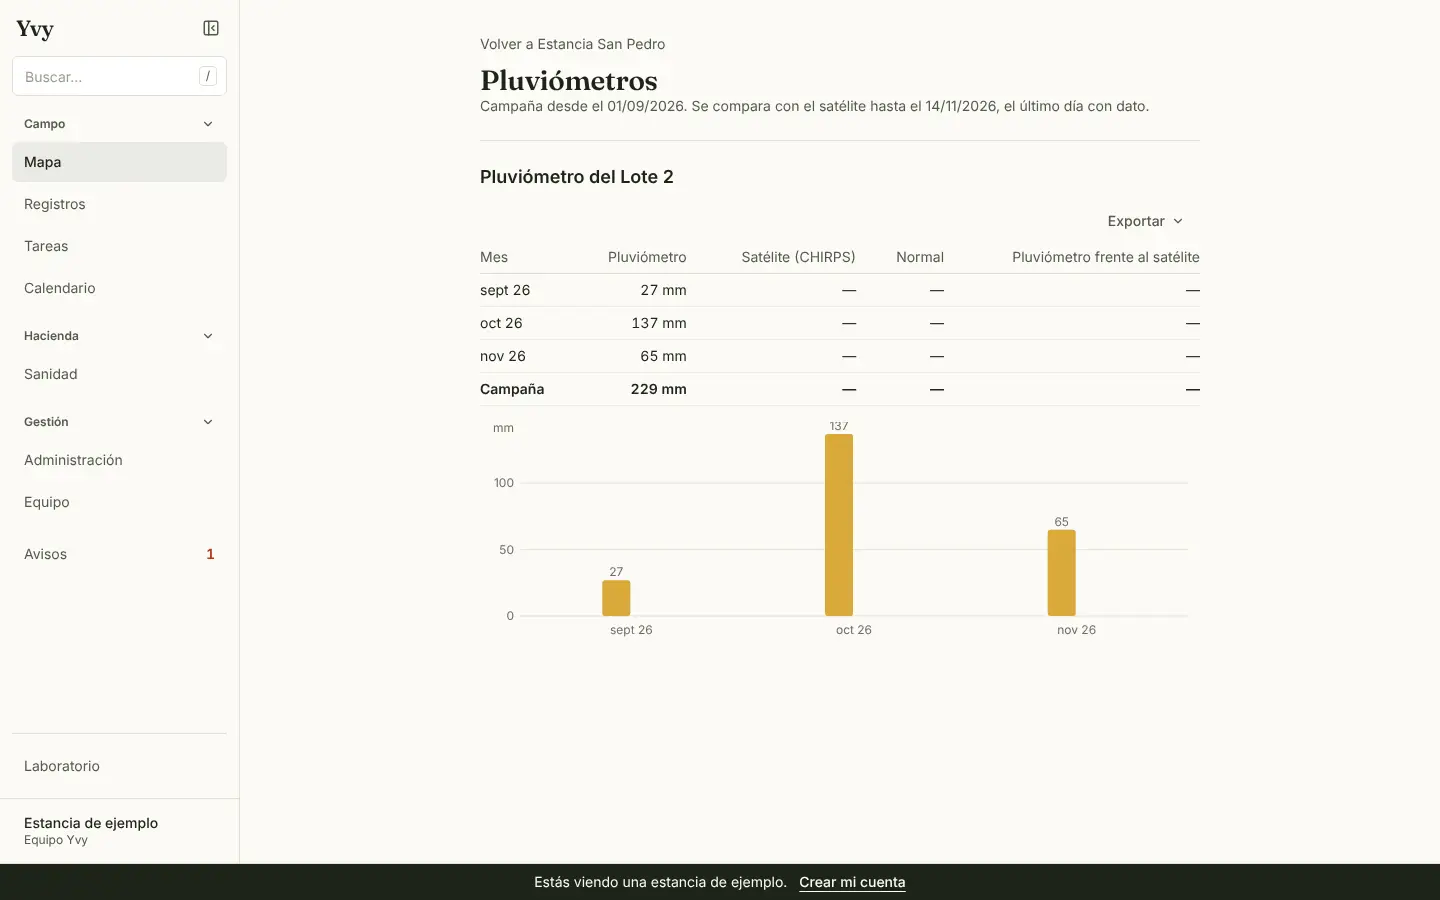 Yvy
Buscar... /
Campo
Mapa
Registros
Tareas
Calendario
Hacienda
Sanidad
Gestión
Administración
Equipo
Avisos 1
Laboratorio
Estancia de ejemplo
Equipo Yvy
Volver a Estancia San Pedro
Pluviómetros
Campaña desde el 01/09/2026. Se compara con el satélite hasta el 14/11/2026, el último día con dato.
Pluviómetro del Lote 2
Exportar
Mes Pluviómetro Satélite (CHIRPS) Normal Pluviómetro frente al satélite
sept 26 27 mm — — —
oct 26 137 mm — — —
nov 26 65 mm — — —
Campaña 229 mm — — —
mm 137
100
65
50
27
0
sept 26 oct 26 nov 26
Estás viendo una estancia de ejemplo. Crear mi cuenta